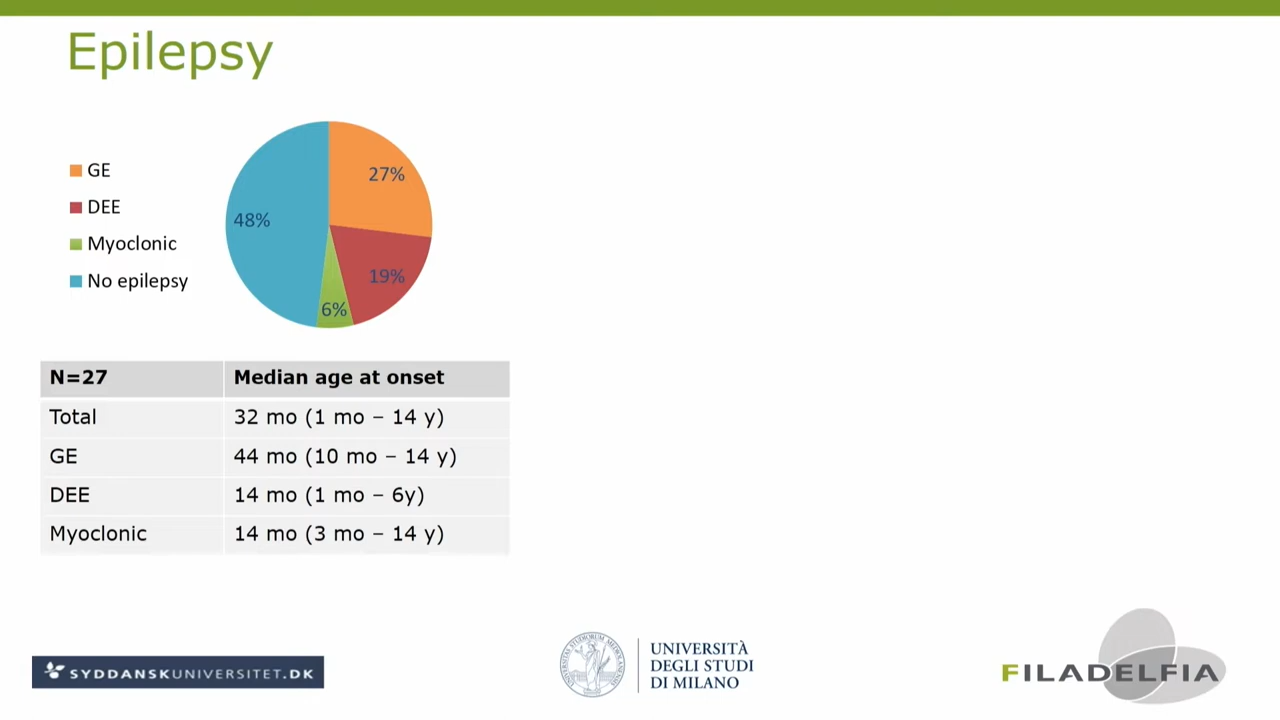 Epilepsy
GE
DEE
Myoclonic
No epilepsy
27%
19%
6%
48%
N=27 Median age at onset
Total 32 mo (1 mo – 14 y)
GE 44 mo (10 mo – 14 y)
DEE 14 mo (1 mo – 6y)
Myoclonic 14 mo (3 mo – 14 y)
SYDDANSKUNIVERSITET.DK
UNIVERSITÀ
DEGLI STUDI
DI MILANO
FILADELFIA